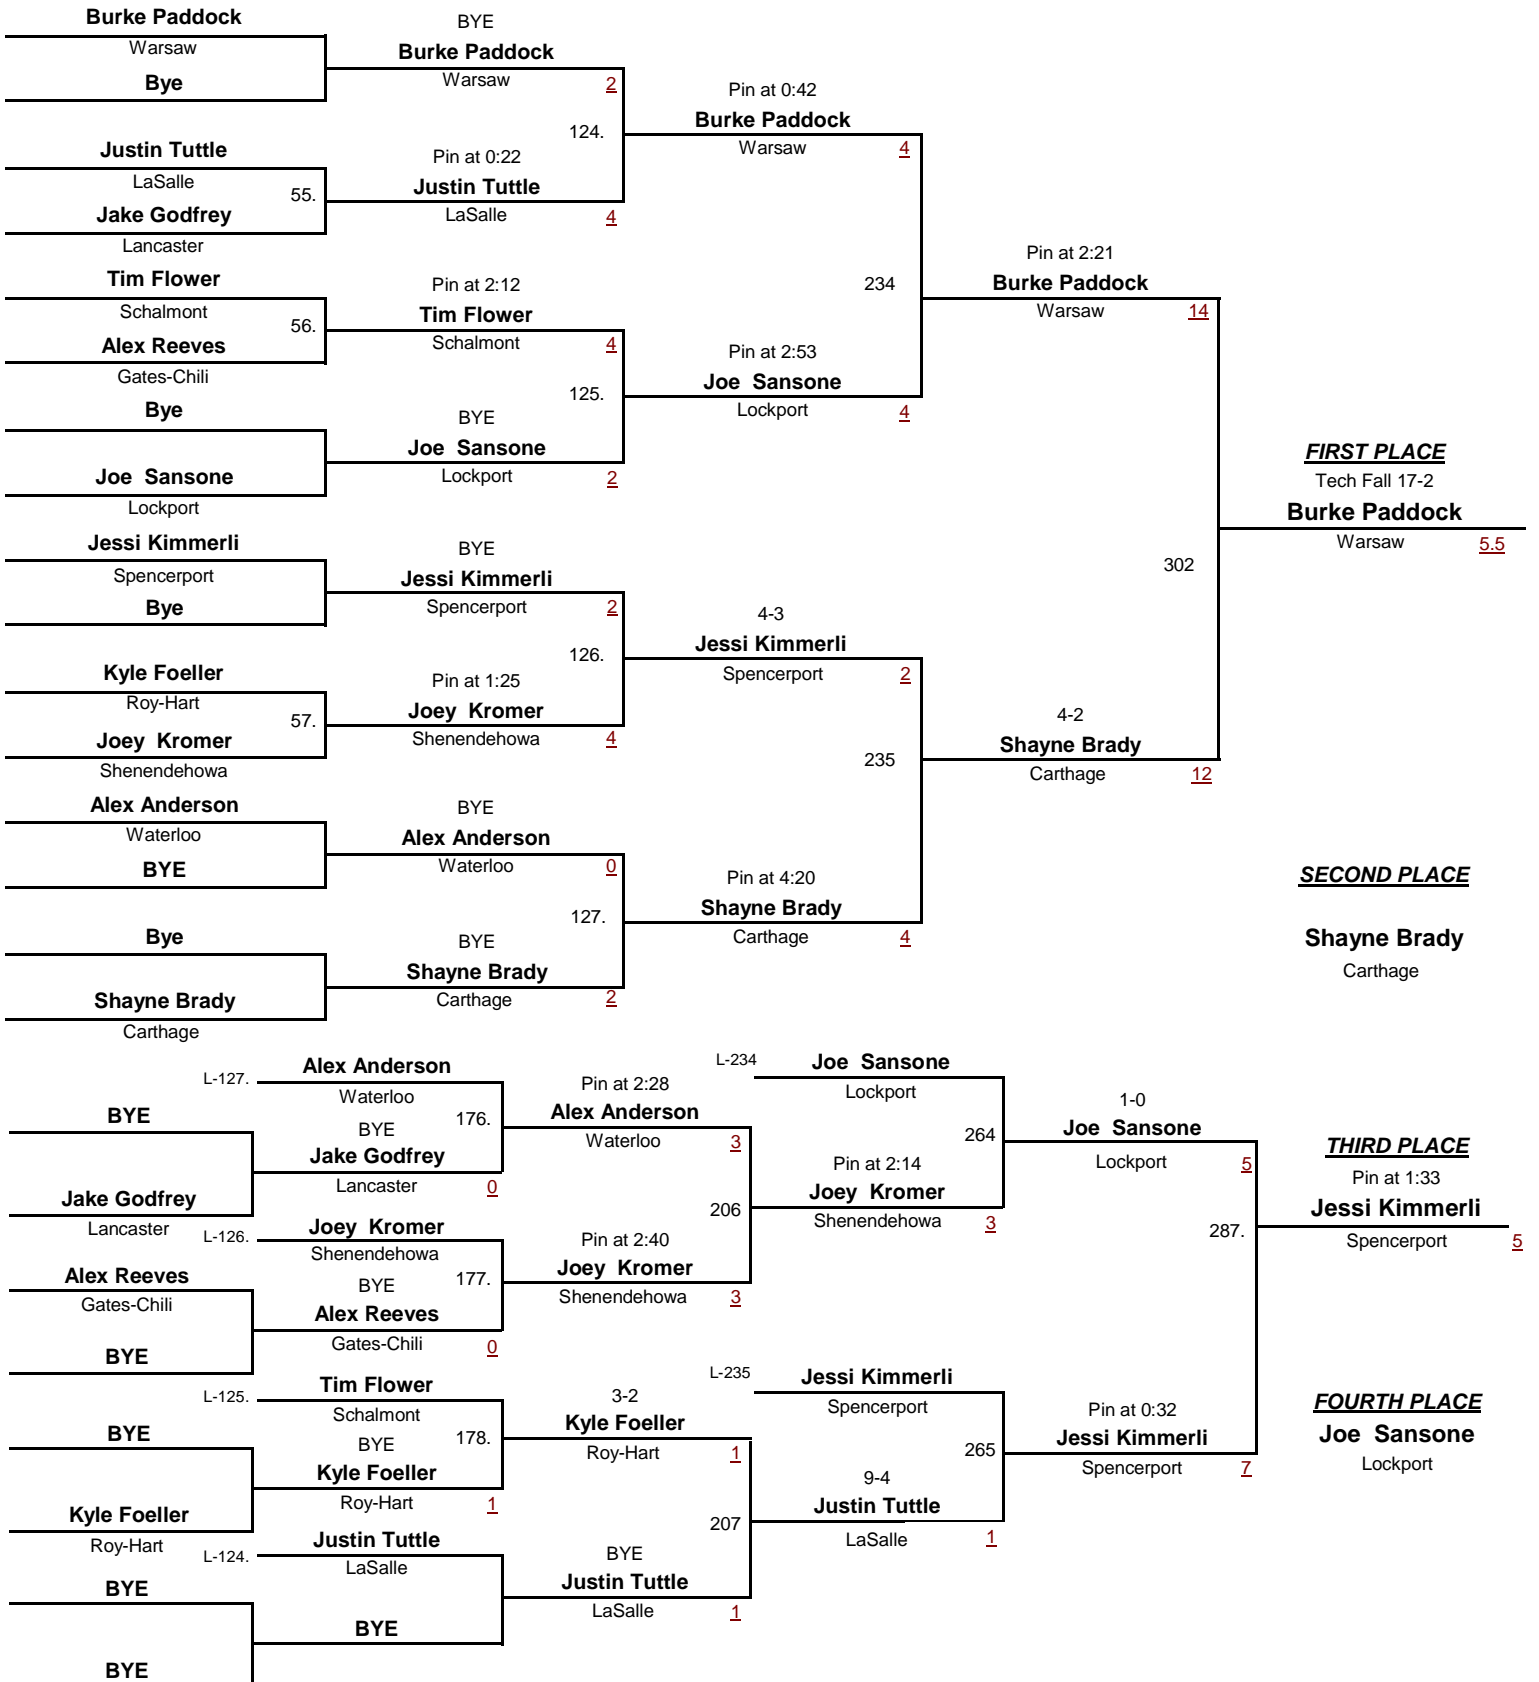 Burke Paddock
Warsaw
Bye
Justin Tuttle
LaSalle
55.
Jake Godfrey
Lancaster
Tim Flower
Schalmont
56.
Alex Reeves
Gates-Chili
Bye
Joe Sansone
Lockport
Jessi Kimmerli
Spencerport
Bye
Kyle Foeller
Roy-Hart
57.
Joey Kromer
Shenendehowa
Alex Anderson
Waterloo
BYE
Bye
Shayne Brady
Carthage
BYE
Burke Paddock
Warsaw
2
124.
Pin at 0:22
Justin Tuttle
LaSalle
4
Pin at 2:12
Tim Flower
Schalmont
4
125.
BYE
Joe Sansone
Lockport
2
BYE
Jessi Kimmerli
Spencerport
2
126.
Pin at 1:25
Joey Kromer
Shenendehowa
4
BYE
Alex Anderson
Waterloo
0
127.
BYE
Shayne Brady
Carthage
2
Pin at 0:42
Burke Paddock
Warsaw
4
234
Pin at 2:53
Joe Sansone
Lockport
4
4-3
Jessi Kimmerli
Spencerport
2
235
Pin at 4:20
Shayne Brady
Carthage
4
Pin at 2:21
Burke Paddock
Warsaw
14
302
4-2
Shayne Brady
Carthage
12
FIRST PLACE
Tech Fall 17-2
Burke Paddock
Warsaw
5.5
SECOND PLACE
Shayne Brady
Carthage
L-127.
BYE
Jake Godfrey
Lancaster
L-126.
Alex Reeves
Gates-Chili
BYE
L-125.
BYE
Kyle Foeller
Roy-Hart
L-124.
BYE
BYE
Alex Anderson
Waterloo
176.
BYE
Jake Godfrey
Lancaster
0
Joey Kromer
Shenendehowa
177.
BYE
Alex Reeves
Gates-Chili
0
Tim Flower
Schalmont
178.
BYE
Kyle Foeller
Roy-Hart
1
Justin Tuttle
LaSalle
BYE
Pin at 2:28
Alex Anderson
Waterloo
3
206
Pin at 2:40
Joey Kromer
Shenendehowa
3
3-2
Kyle Foeller
Roy-Hart
1
207
BYE
Justin Tuttle
LaSalle
1
L-234
Joe Sansone
Lockport
264
Pin at 2:14
Joey Kromer
Shenendehowa
3
L-235
Jessi Kimmerli
Spencerport
265
9-4
Justin Tuttle
LaSalle
1
1-0
Joe Sansone
Lockport
5
287.
Pin at 0:32
Jessi Kimmerli
Spencerport
7
THIRD PLACE
Pin at 1:33
Jessi Kimmerli
Spencerport
5
FOURTH PLACE
Joe Sansone
Lockport